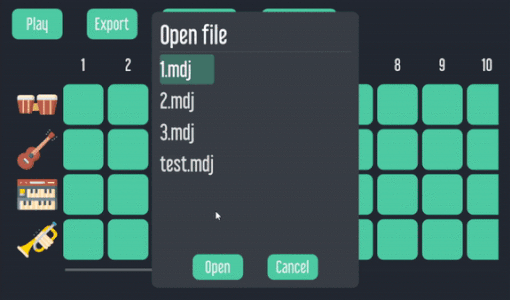 Play
Export
Open file
1 2 8 9 10
1.mdj
2.mdj
3.mdj
test.mdj
Open
Cancel